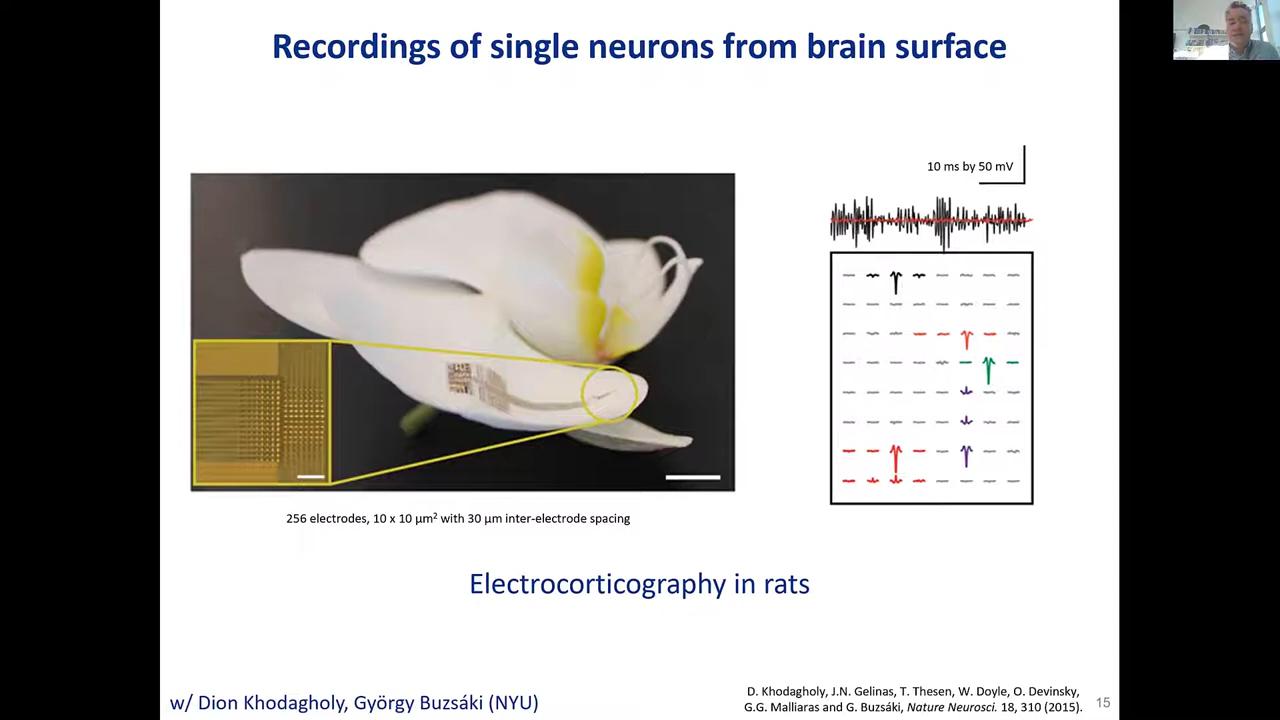 Recordings of single neurons from brain surface
10 ms by 50 mV
256 electrodes, 10 x 10 µm² with 30 µm inter-electrode spacing
Electrocorticography in rats
w/ Dion Khodagholy, György Buzsáki (NYU)
D. Khodagholy, J.N. Gelinas, T. Thesen, W. Doyle, O. Devinsky,
G.G. Malliaras and G. Buzsáki, Nature Neurosci. 18, 310 (2015).
15